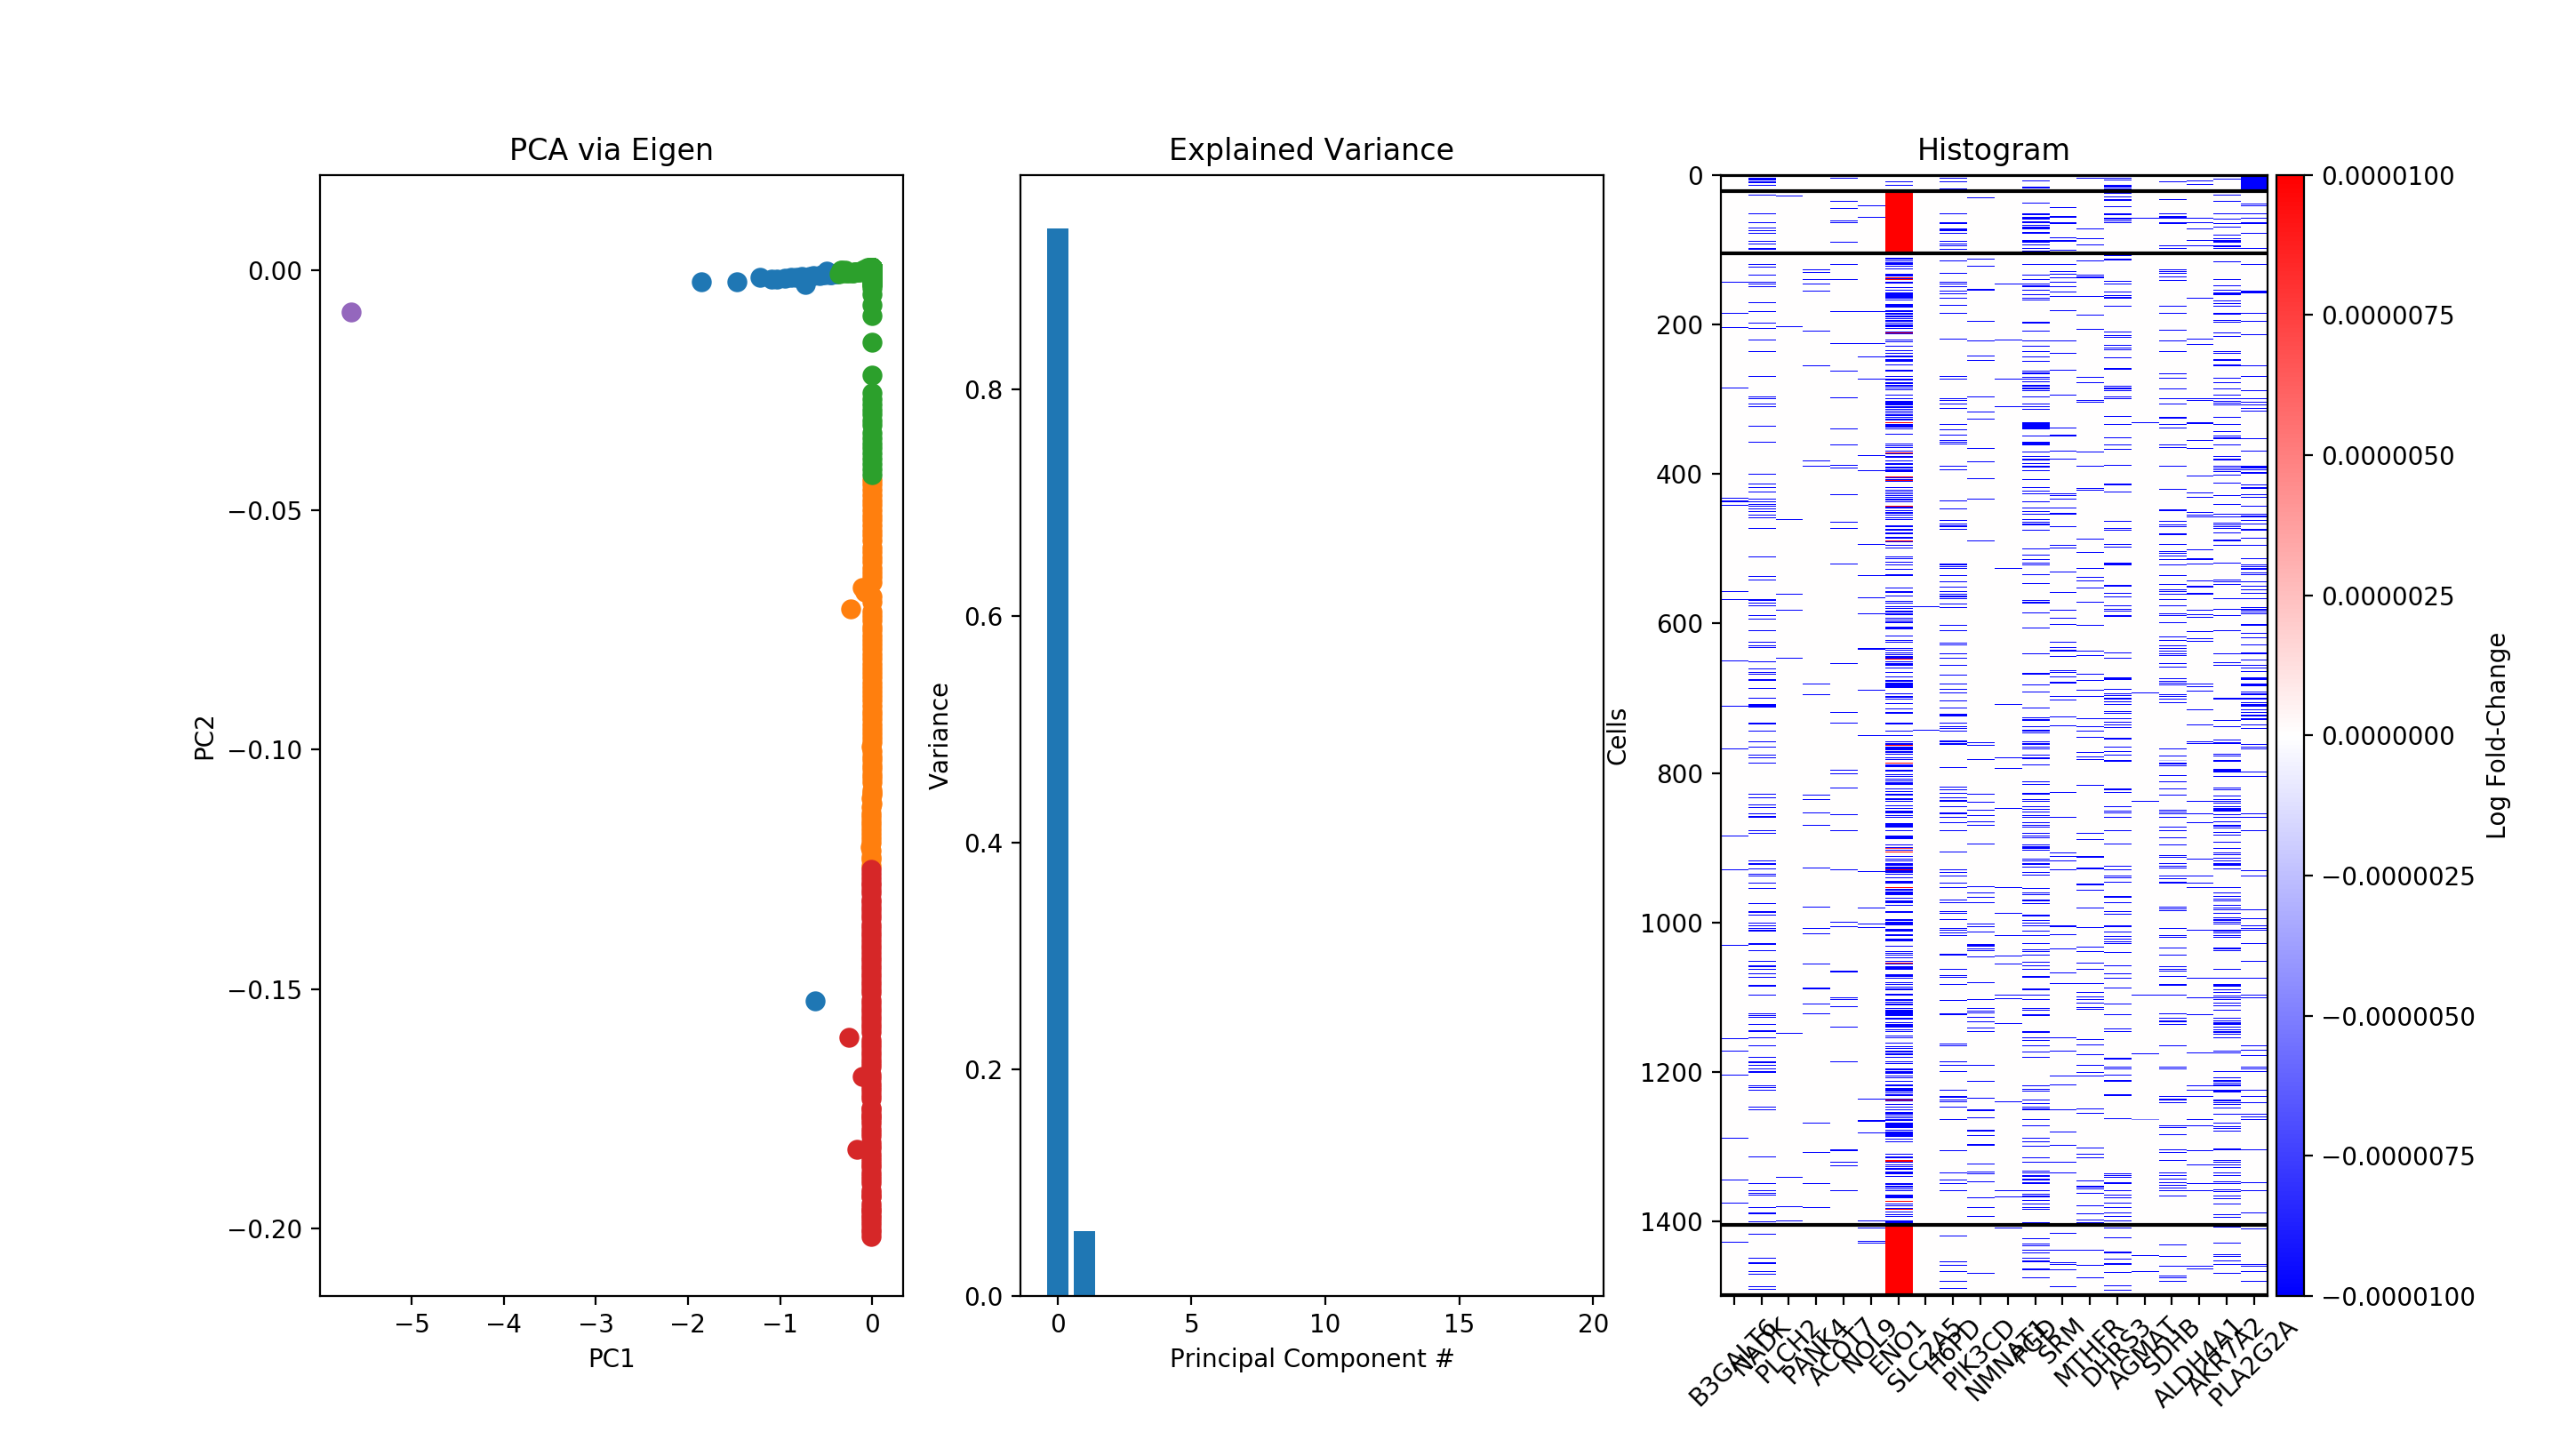 PCA via Eigen
0.00
−0.05
−0.10
−0.15
−0.20
PC2
−5
−4
−3
−2
−1
0
PC1
Explained Variance
0.8
0.6
0.4
0.2
0.0
Variance
0
5
10
15
20
Principal Component #
Histogram
0
200
400
600
800
1000
1200
1400
Cells
B3GALT6
NADK
PLCH2
PANK4
ACOT7
NOL9
ENO1
SLC2A5
H6PD
PIK3CD
NMNAT1
PGD
SRM
MTHFR
DHRS3
AGMAT
SDHB
ALDH4A1
AKR7A2
PLA2G2A
0.0000100
0.0000075
0.0000050
0.0000025
0.0000000
−0.0000025
−0.0000050
−0.0000075
−0.0000100
Log Fold-Change